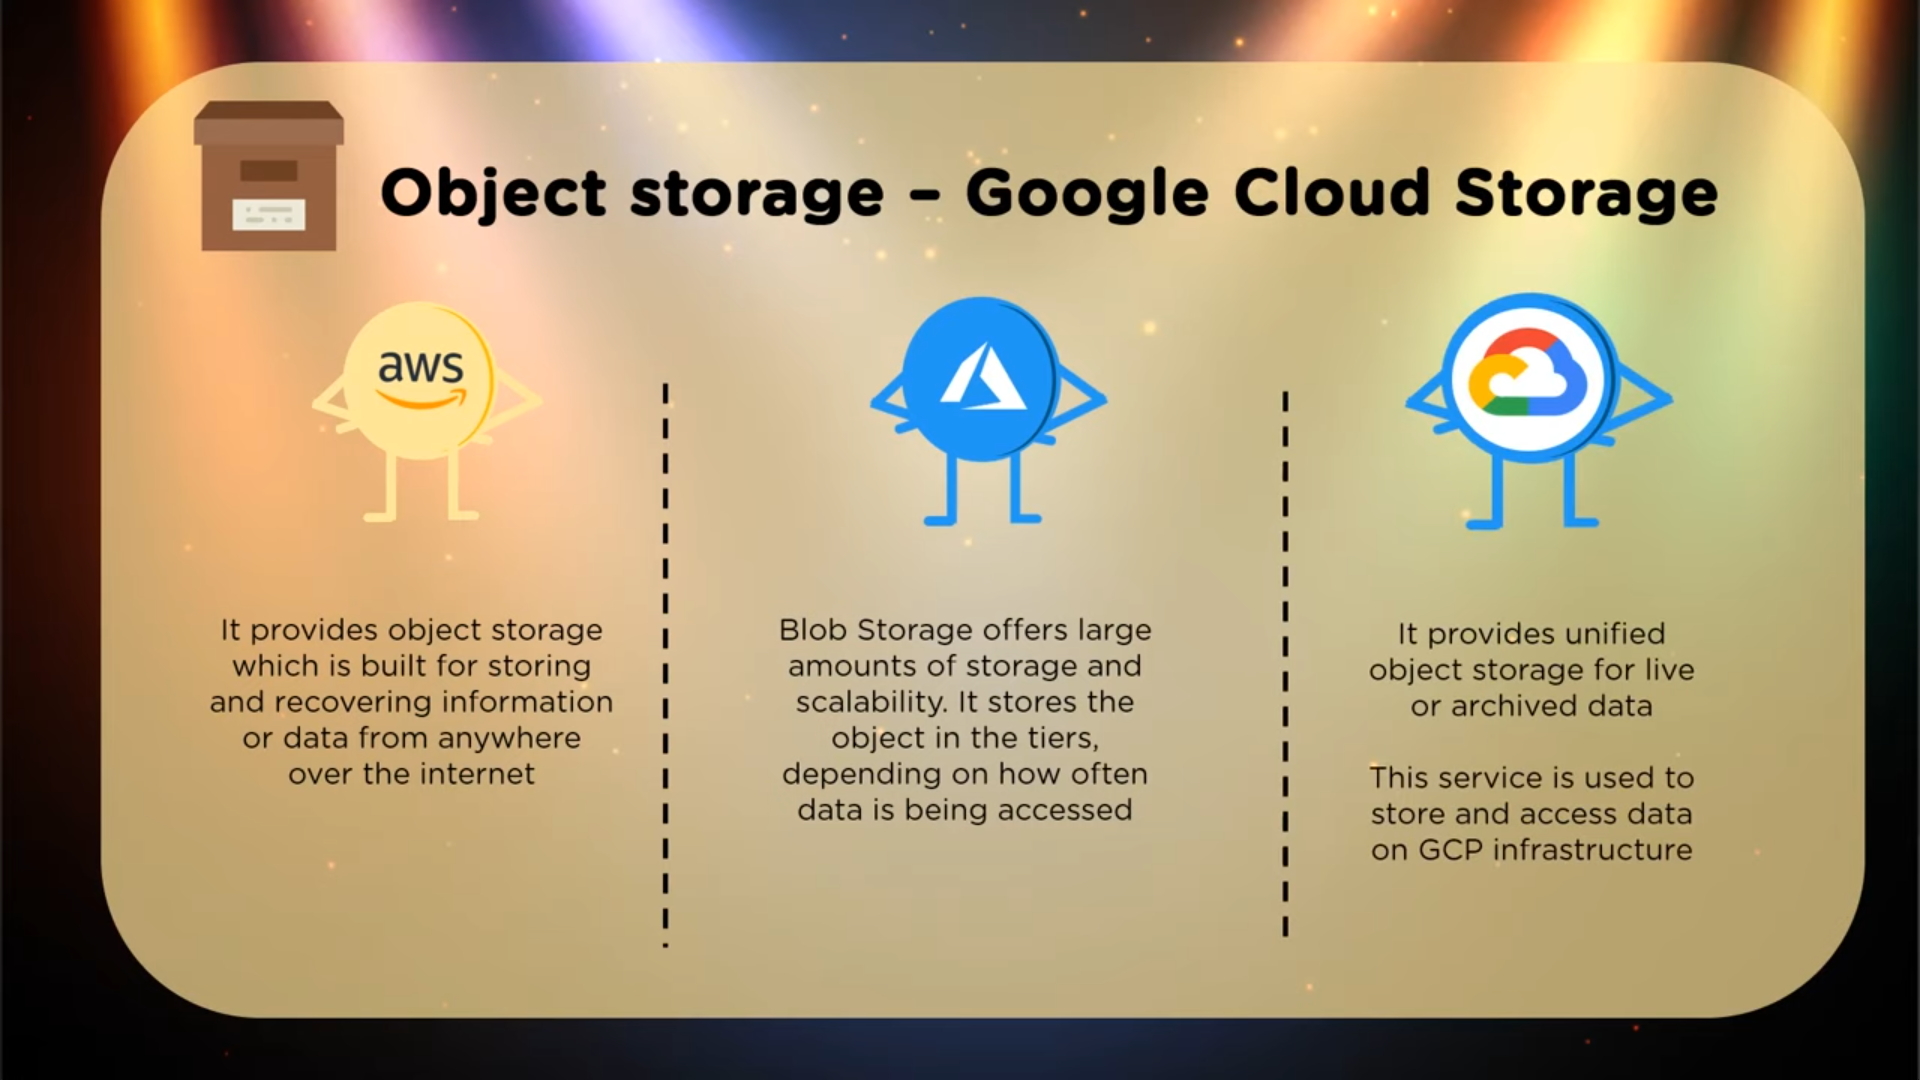 Object storage – Google Cloud Storage
aws
It provides object storage
which is built for storing
and recovering information
or data from anywhere
over the internet
Blob Storage offers large
amounts of storage and
scalability. It stores the
object in the tiers,
depending on how often
data is being accessed
It provides unified
object storage for live
or archived data
This service is used to
store and access data
on GCP infrastructure